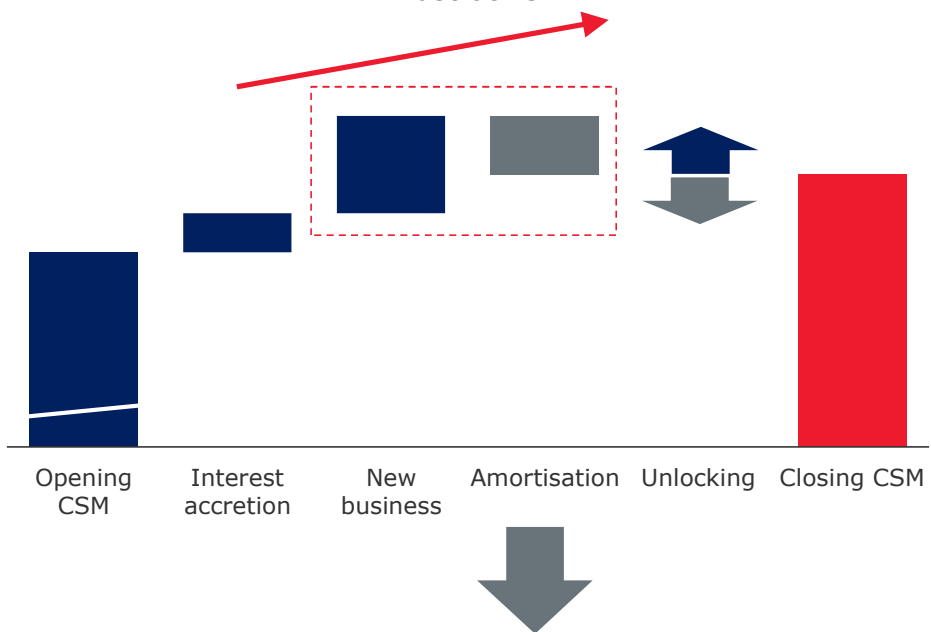 Opening
CSM
Interest
accretion
New
business
Amortisation
Unlocking
Closing CSM